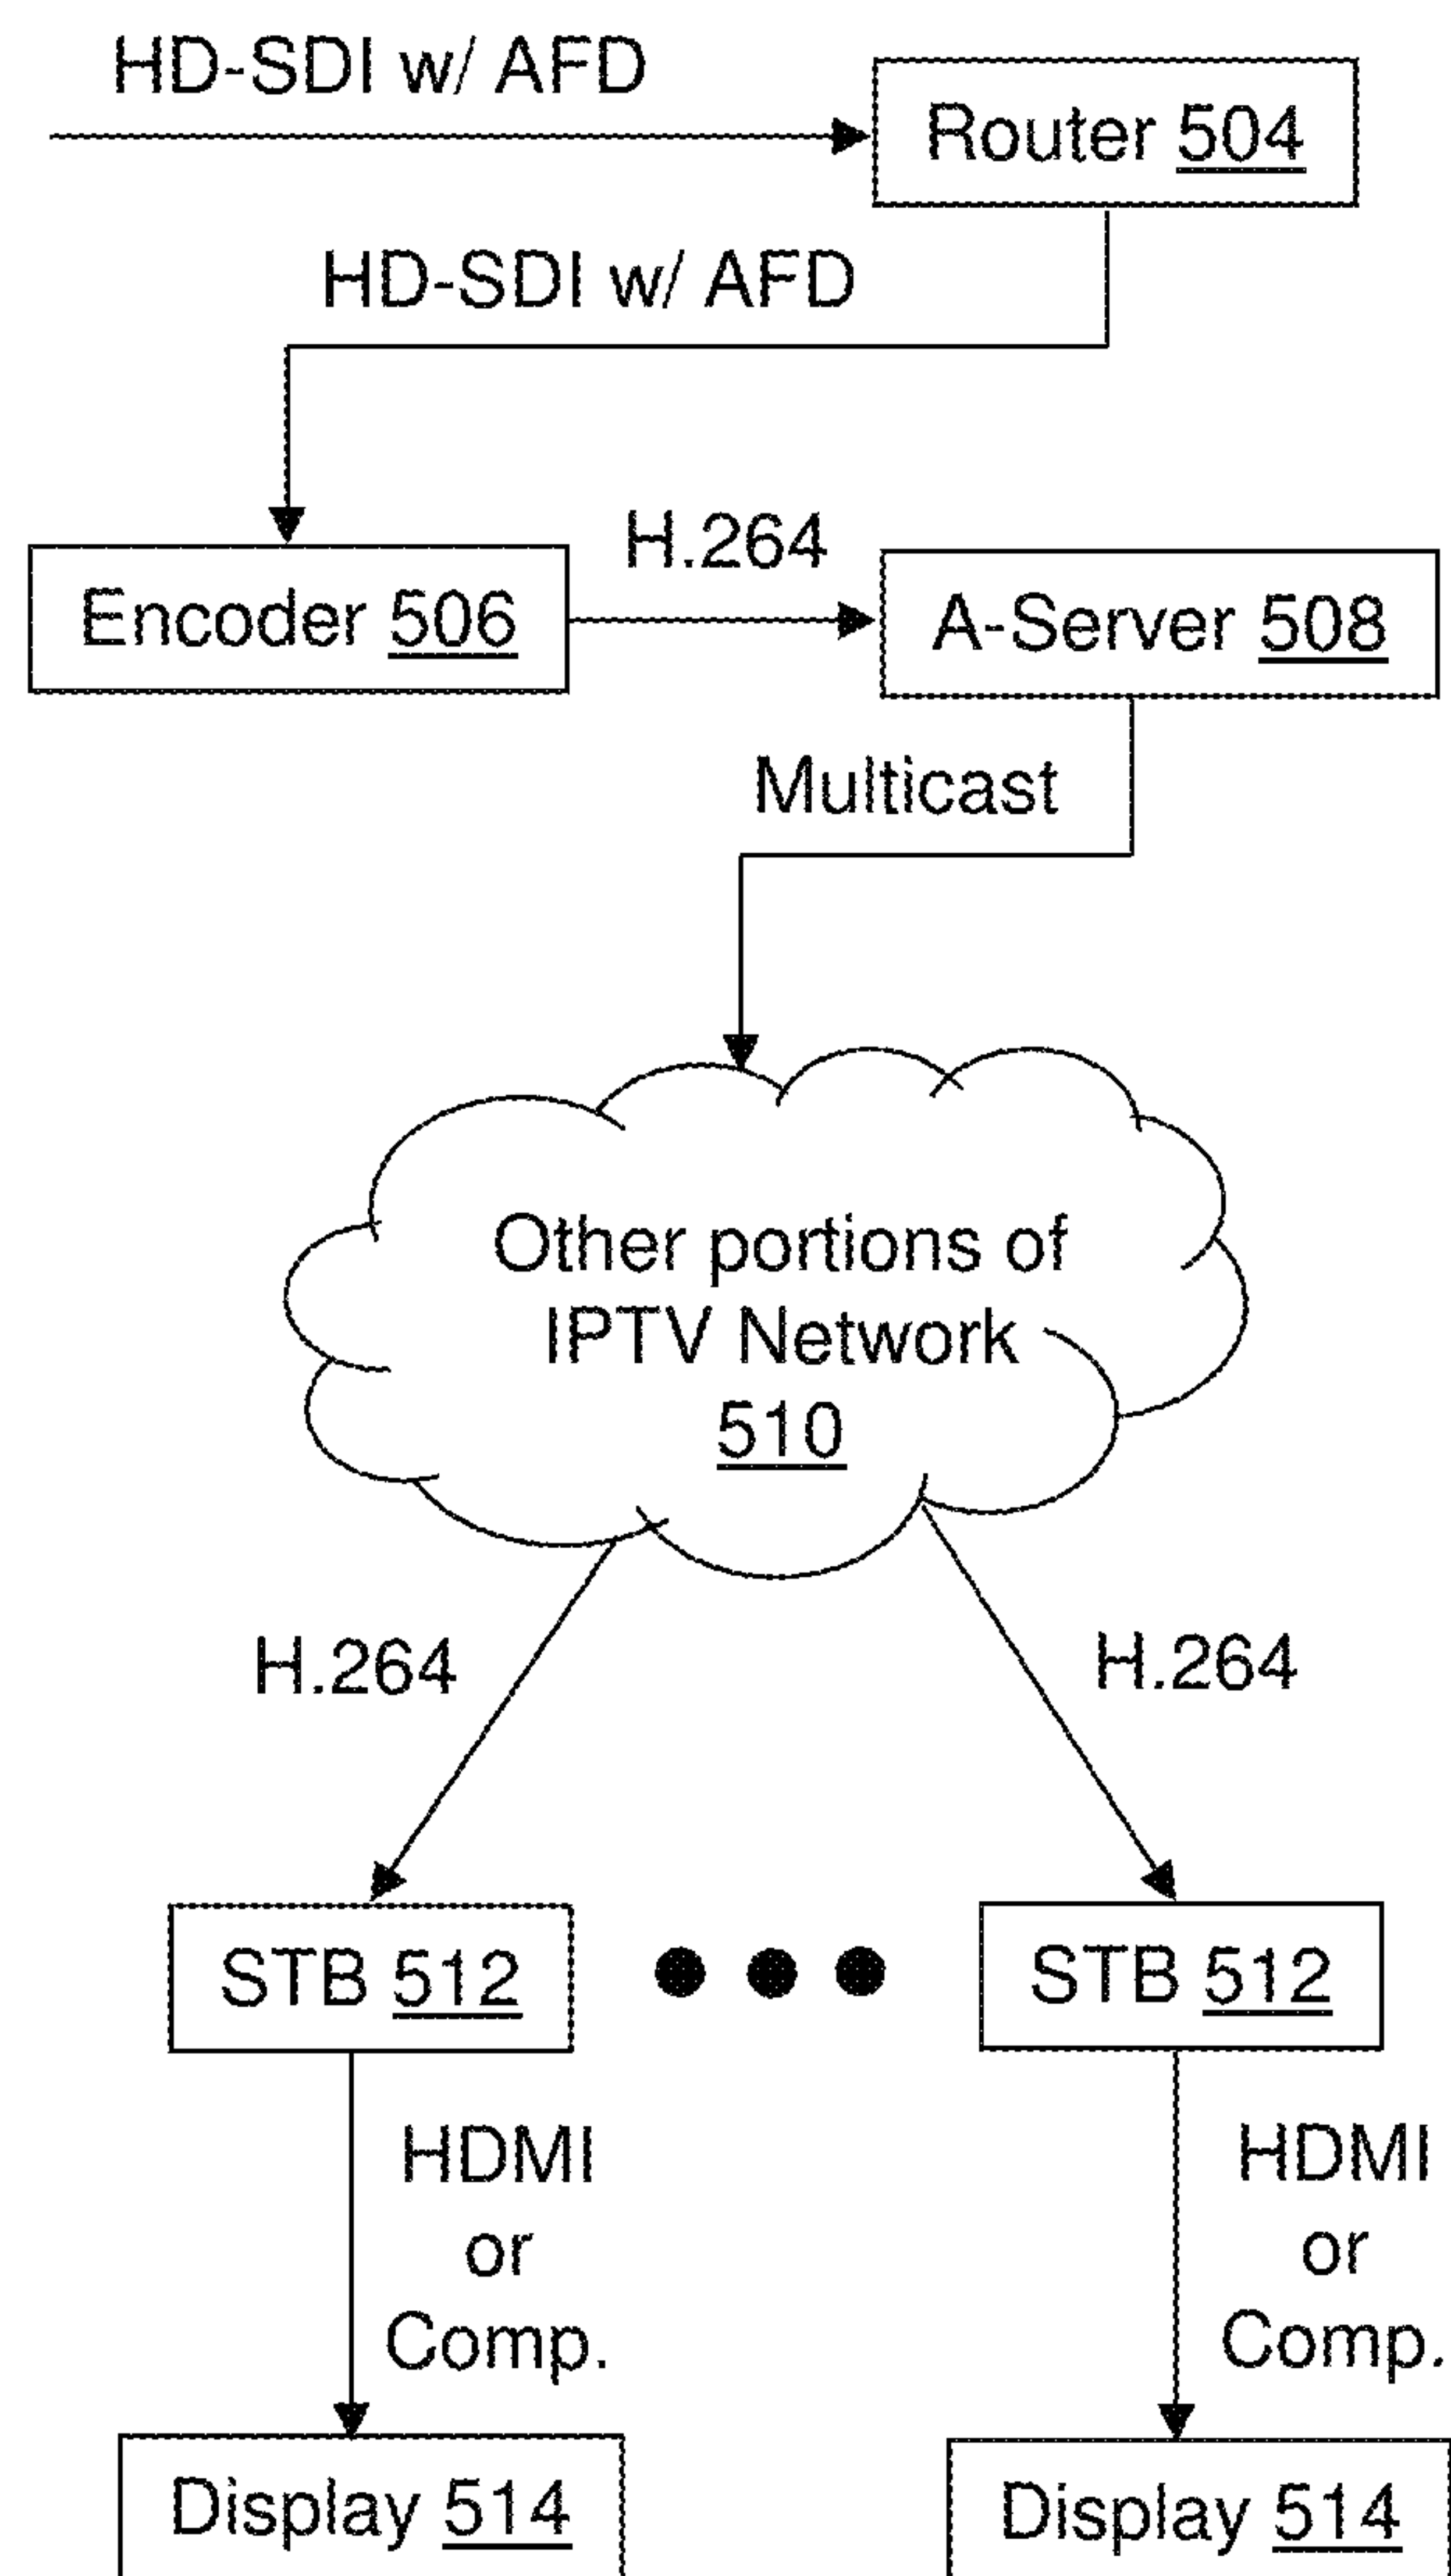 HD-SDI w/ AFD
Router 504
HD-SDI w/ AFD
Encoder 506
H.264
A-Server 508
Multicast
Other portions of
IPTV Network
510
H.264
H.264
STB 512
STB 512
HDMI
or
Comp.
HDMI
or
Comp.
Display 514
Display 514